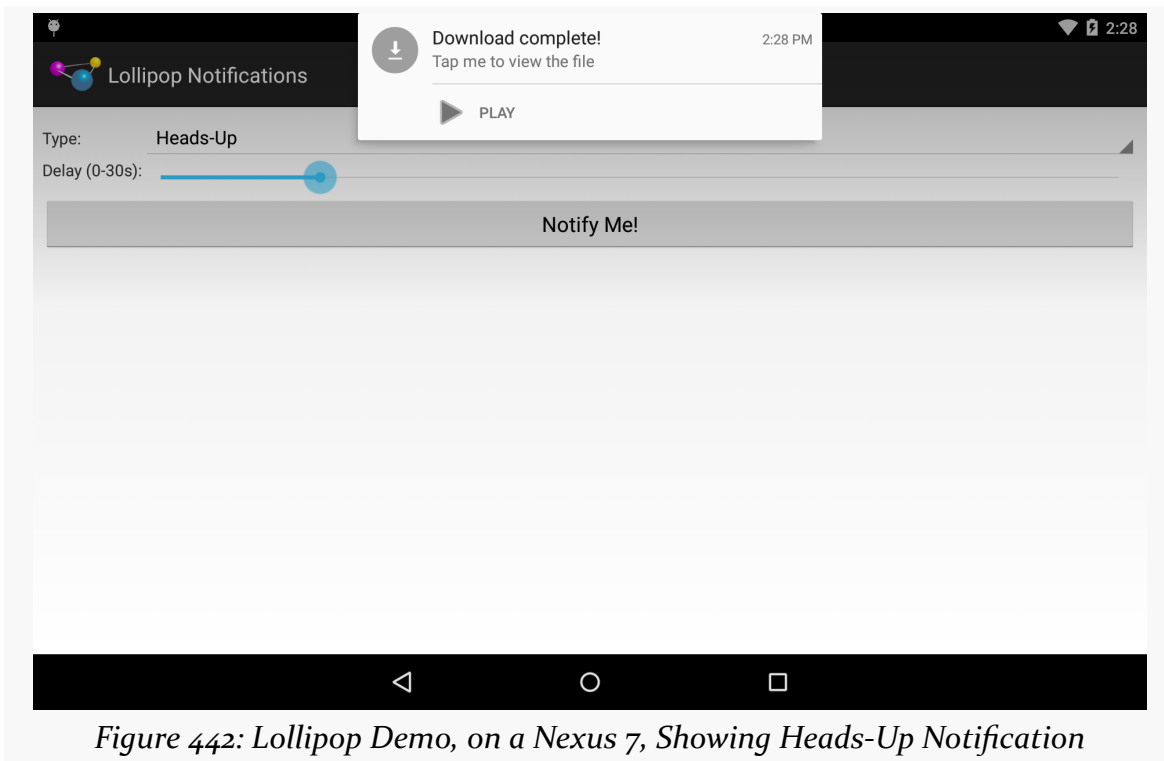 2:28
Lollipop Notifications
Download complete!
2:28 PM
Tap me to view the file
PLAY
Type:
Heads-Up
Delay (0-30s):
Notify Me!
Figure 442: Lollipop Demo, on a Nexus 7, Showing Heads-Up Notification